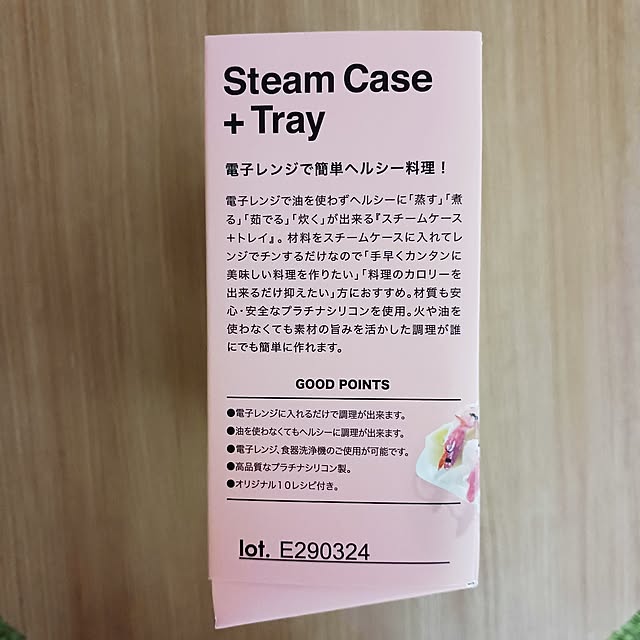 Steam Case
+ Tray
電子レンジで簡単ヘルシー料理！
電子レンジで油を使わずヘルシーに「蒸す」「煮
る」「茹でる」「炊く」が出来る『スチームケース
+トレイ』。材料をスチームケースに入れてレ
ンジでチンするだけなので「手早くカンタンに
美味しい料理を作りたい」「料理のカロリーを
出来るだけ抑えたい」方におすすめ。材質も安
心・安全なプラチナシリコンを使用。火や油を
使わなくても素材の旨みを活かした調理が誰
にでも簡単に作れます。
GOOD POINTS
●電子レンジに入れるだけで調理が出来ます。
●油を使わなくてもヘルシーに調理が出来ます。
●電子レンジ、食器洗浄機のご使用が可能です。
●高品質なプラチナシリコン製。
●オリジナル10レシピ付き。
lot. E290324